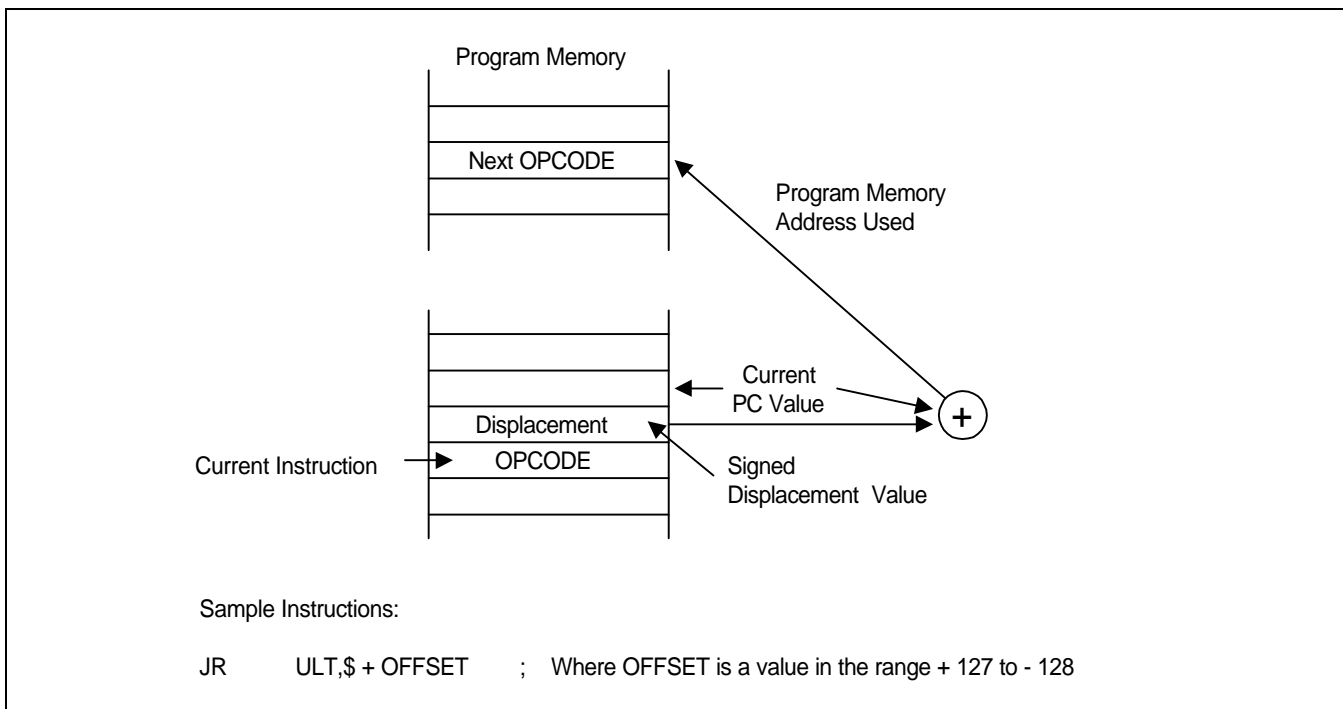 Program Memory
Next OPCODE
Program Memory
Address Used
Current
PC Value
+
Displacement
Current Instruction
OPCODE
Signed
Displacement Value
Sample Instructions:
JR ULT,$ + OFFSET ; Where OFFSET is a value in the range + 127 to - 128